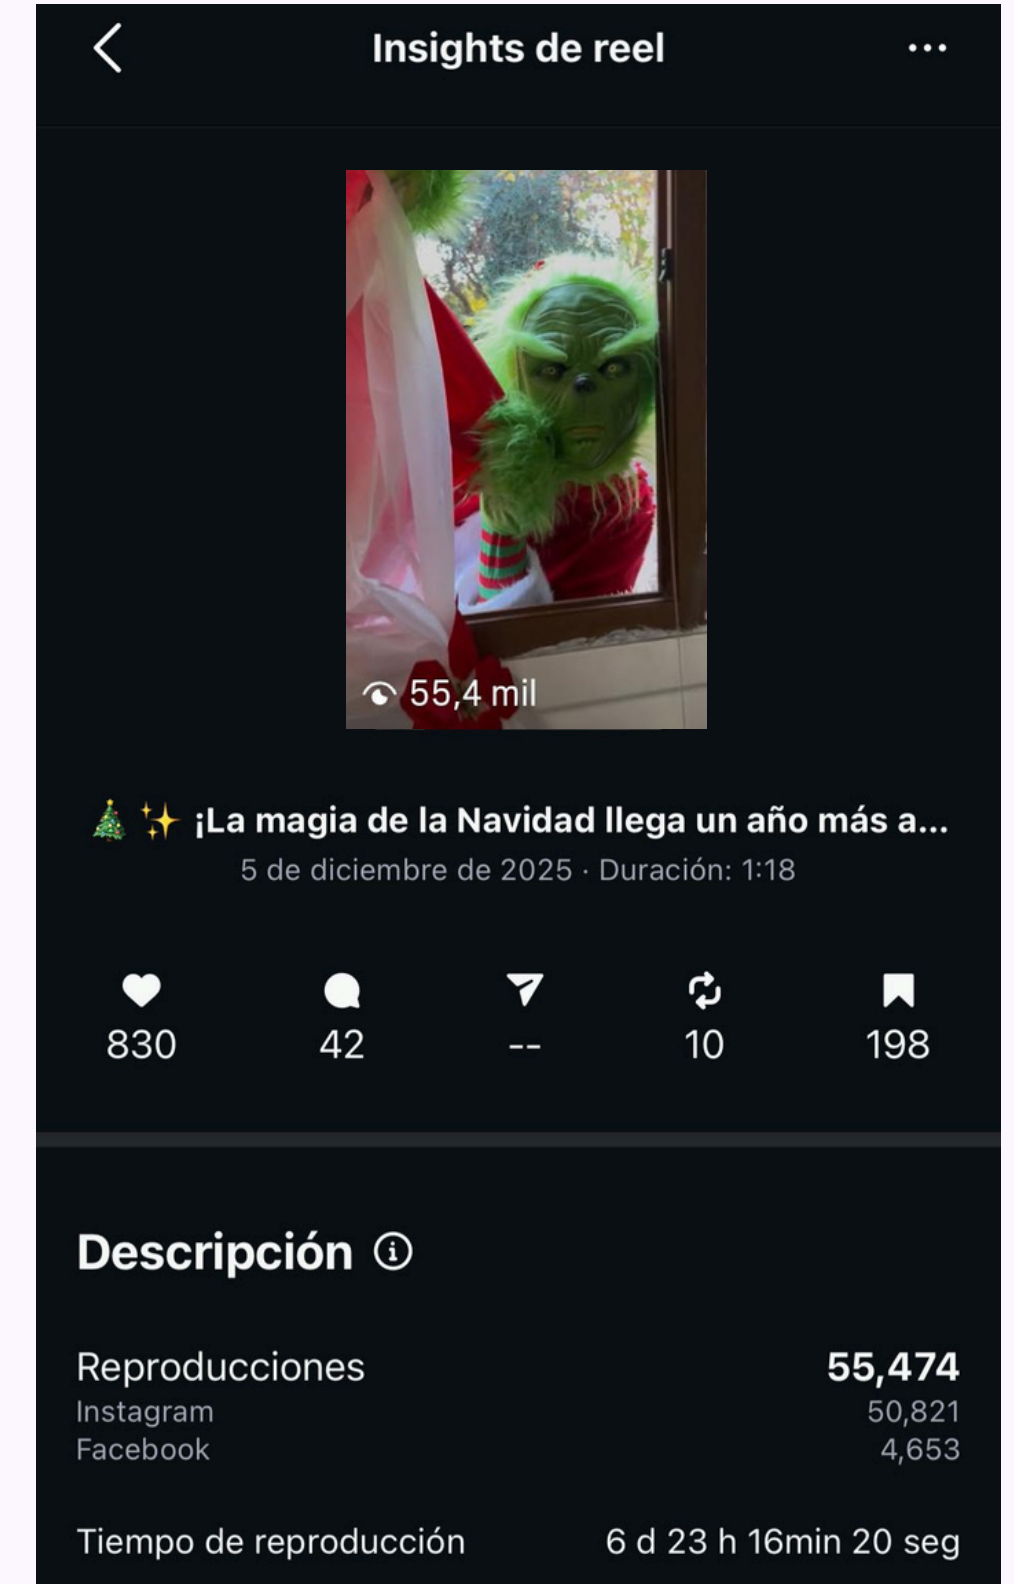 Insights de reel
55,4 mil
🎄 ✨ ¡La magia de la Navidad llega un año más a...
5 de diciembre de 2025 · Duración: 1:18
830 42 -- 10 198
Descripción
Reproducciones 55,474
Instagram 50,821
Facebook 4,653
Tiempo de reproducción 6 d 23 h 16min 20 seg